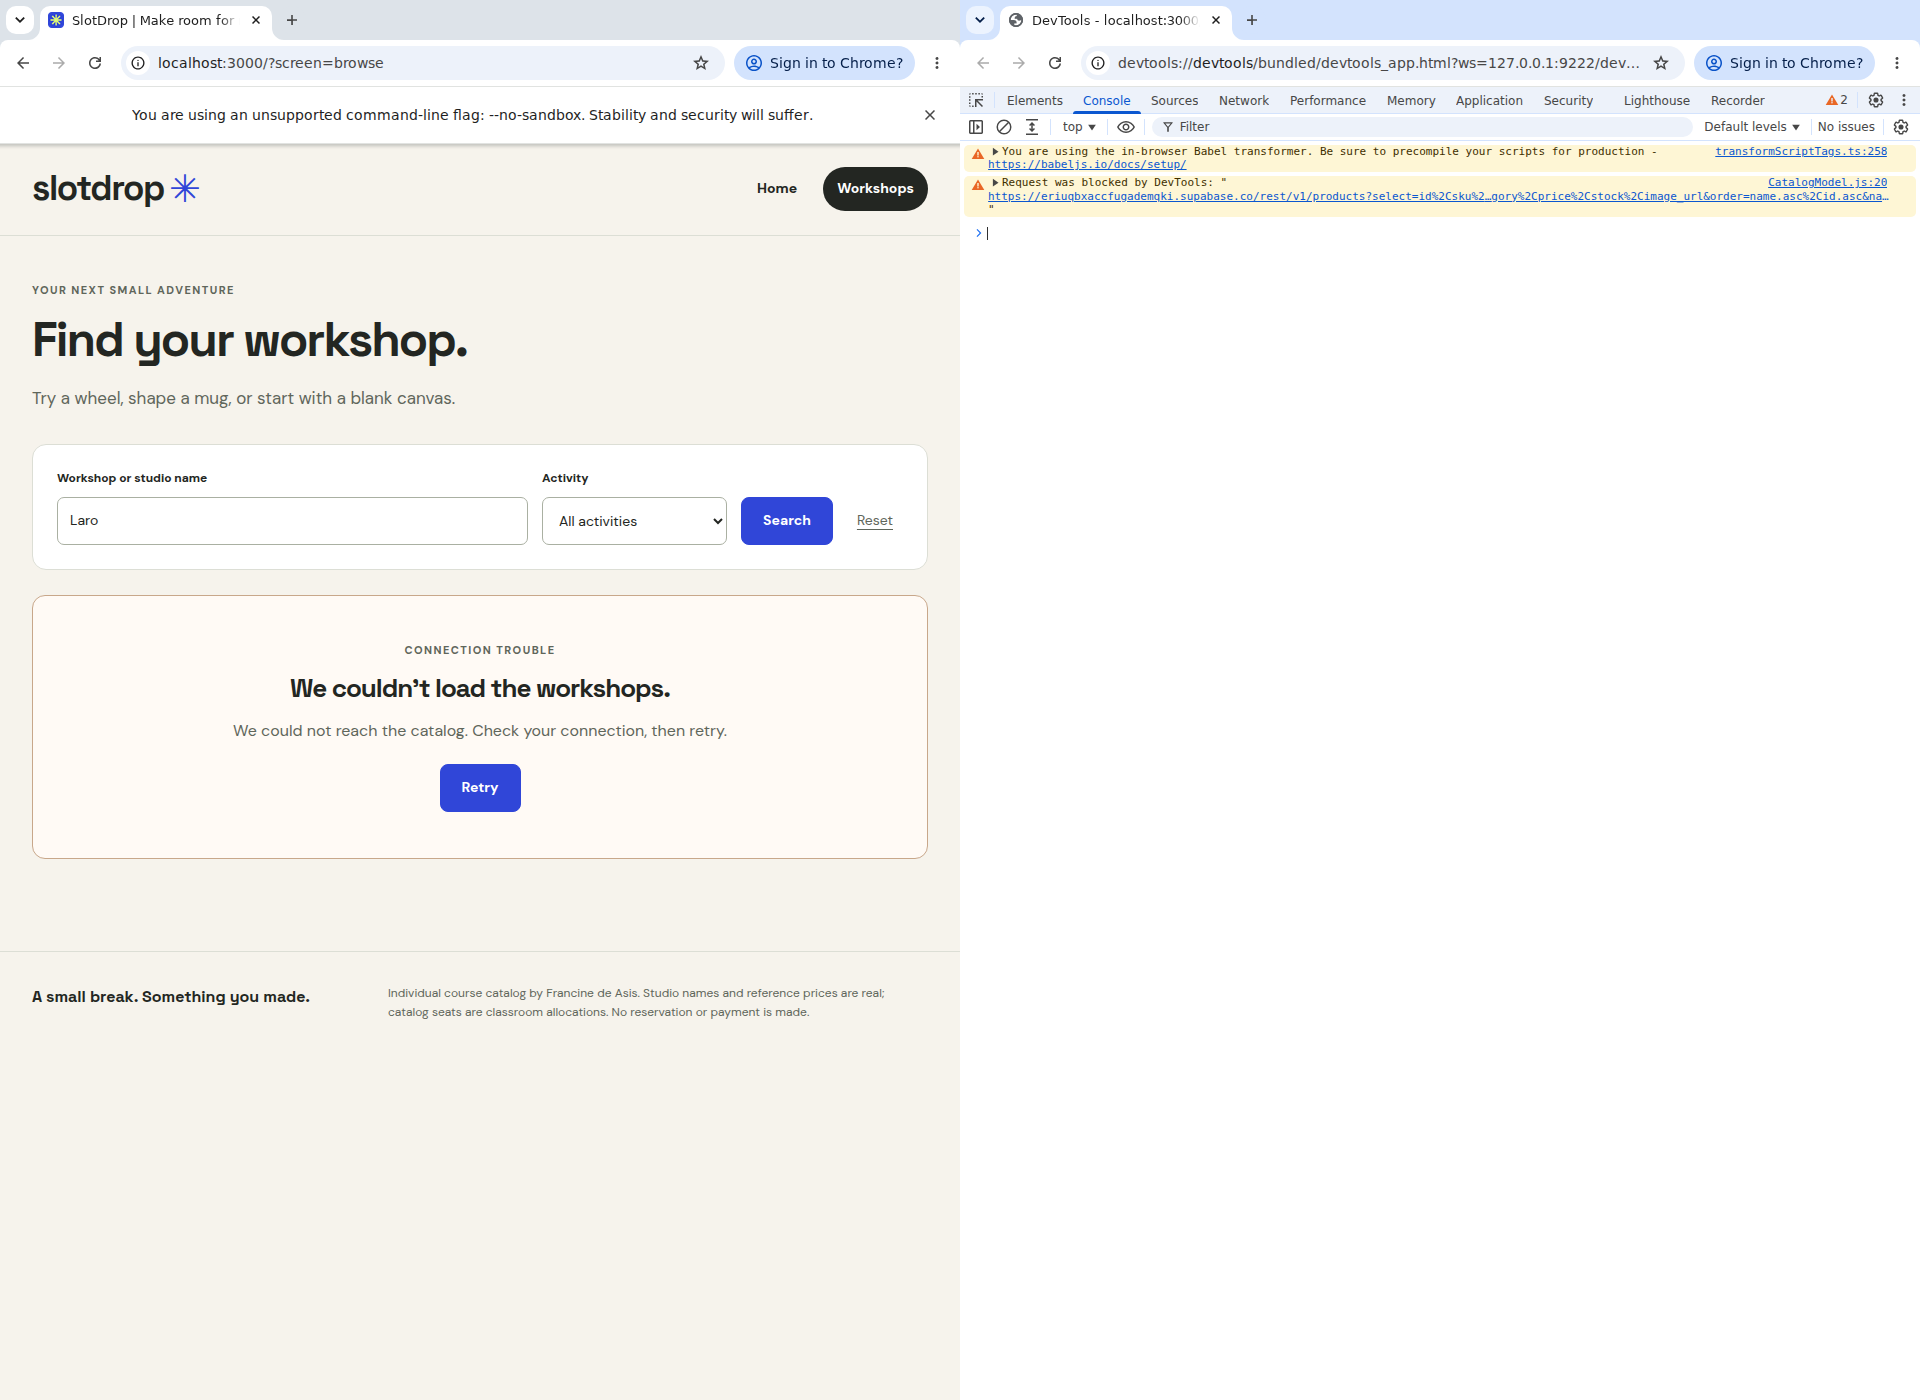 SlotDrop | Make room for
localhost:3000/?screen=browse
Sign in to Chrome?
You are using an unsupported command-line flag: --no-sandbox. Stability and security will suffer.
slotdrop
Home
Workshops
YOUR NEXT SMALL ADVENTURE
Find your workshop.
Try a wheel, shape a mug, or start with a blank canvas.
Workshop or studio name
Activity
Laro
All activities
Search
Reset
CONNECTION TROUBLE
We couldn't load the workshops.
We could not reach the catalog. Check your connection, then retry.
Retry
A small break. Something you made.
Individual course catalog by Francine de Asis. Studio names and reference prices are real;
catalog seats are classroom allocations. No reservation or payment is made.
DevTools - localhost:3000
devtools://devtools/bundled/devtools_app.html?ws=127.0.0.1:9222/dev...
Sign in to Chrome?
Elements
Console
Sources
Network
Performance
Memory
Application
Security
Lighthouse
Recorder
2
top
Filter
Default levels
No issues
You are using the in-browser Babel transformer. Be sure to precompile your scripts for production - transformScriptTags.ts:258
https://babeljs.io/docs/setup/
Request was blocked by DevTools: " CatalogModel.js:20
https://eriuqbxaccfugademqki.supabase.co/rest/v1/products?select=id%2Csku%2…gory%2Cprice%2Cstock%2Cimage_url&order=name.asc%2Cid.asc&na…
"